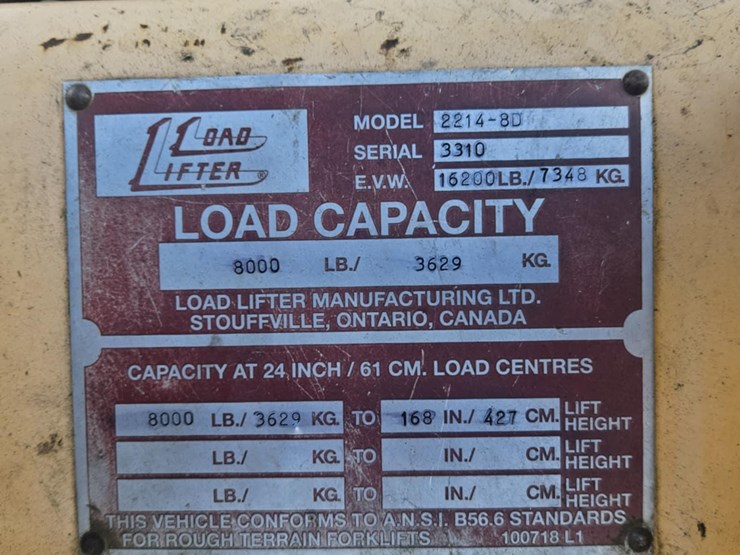 LOAD LIFTER
MODEL 2214-8D
SERIAL 3310
E.V.W. 16200LB./7348 KG.
LOAD CAPACITY
8000 LB./ 3629 KG.
LOAD LIFTER MANUFACTURING LTD.
STOUFFVILLE, ONTARIO, CANADA
CAPACITY AT 24 INCH / 61 CM. LOAD CENTRES
8000 LB./ 3629 KG. TO 168 IN./ 427 CM. LIFT HEIGHT
LB./ KG. TO IN./ CM. LIFT HEIGHT
LB./ KG. TO IN./ CM. LIFT HEIGHT
THIS VEHICLE CONFORMS TO A.N.S.I. B56.6 STANDARDS
FOR ROUGH TERRAIN FORKLIFTS 100718 L1